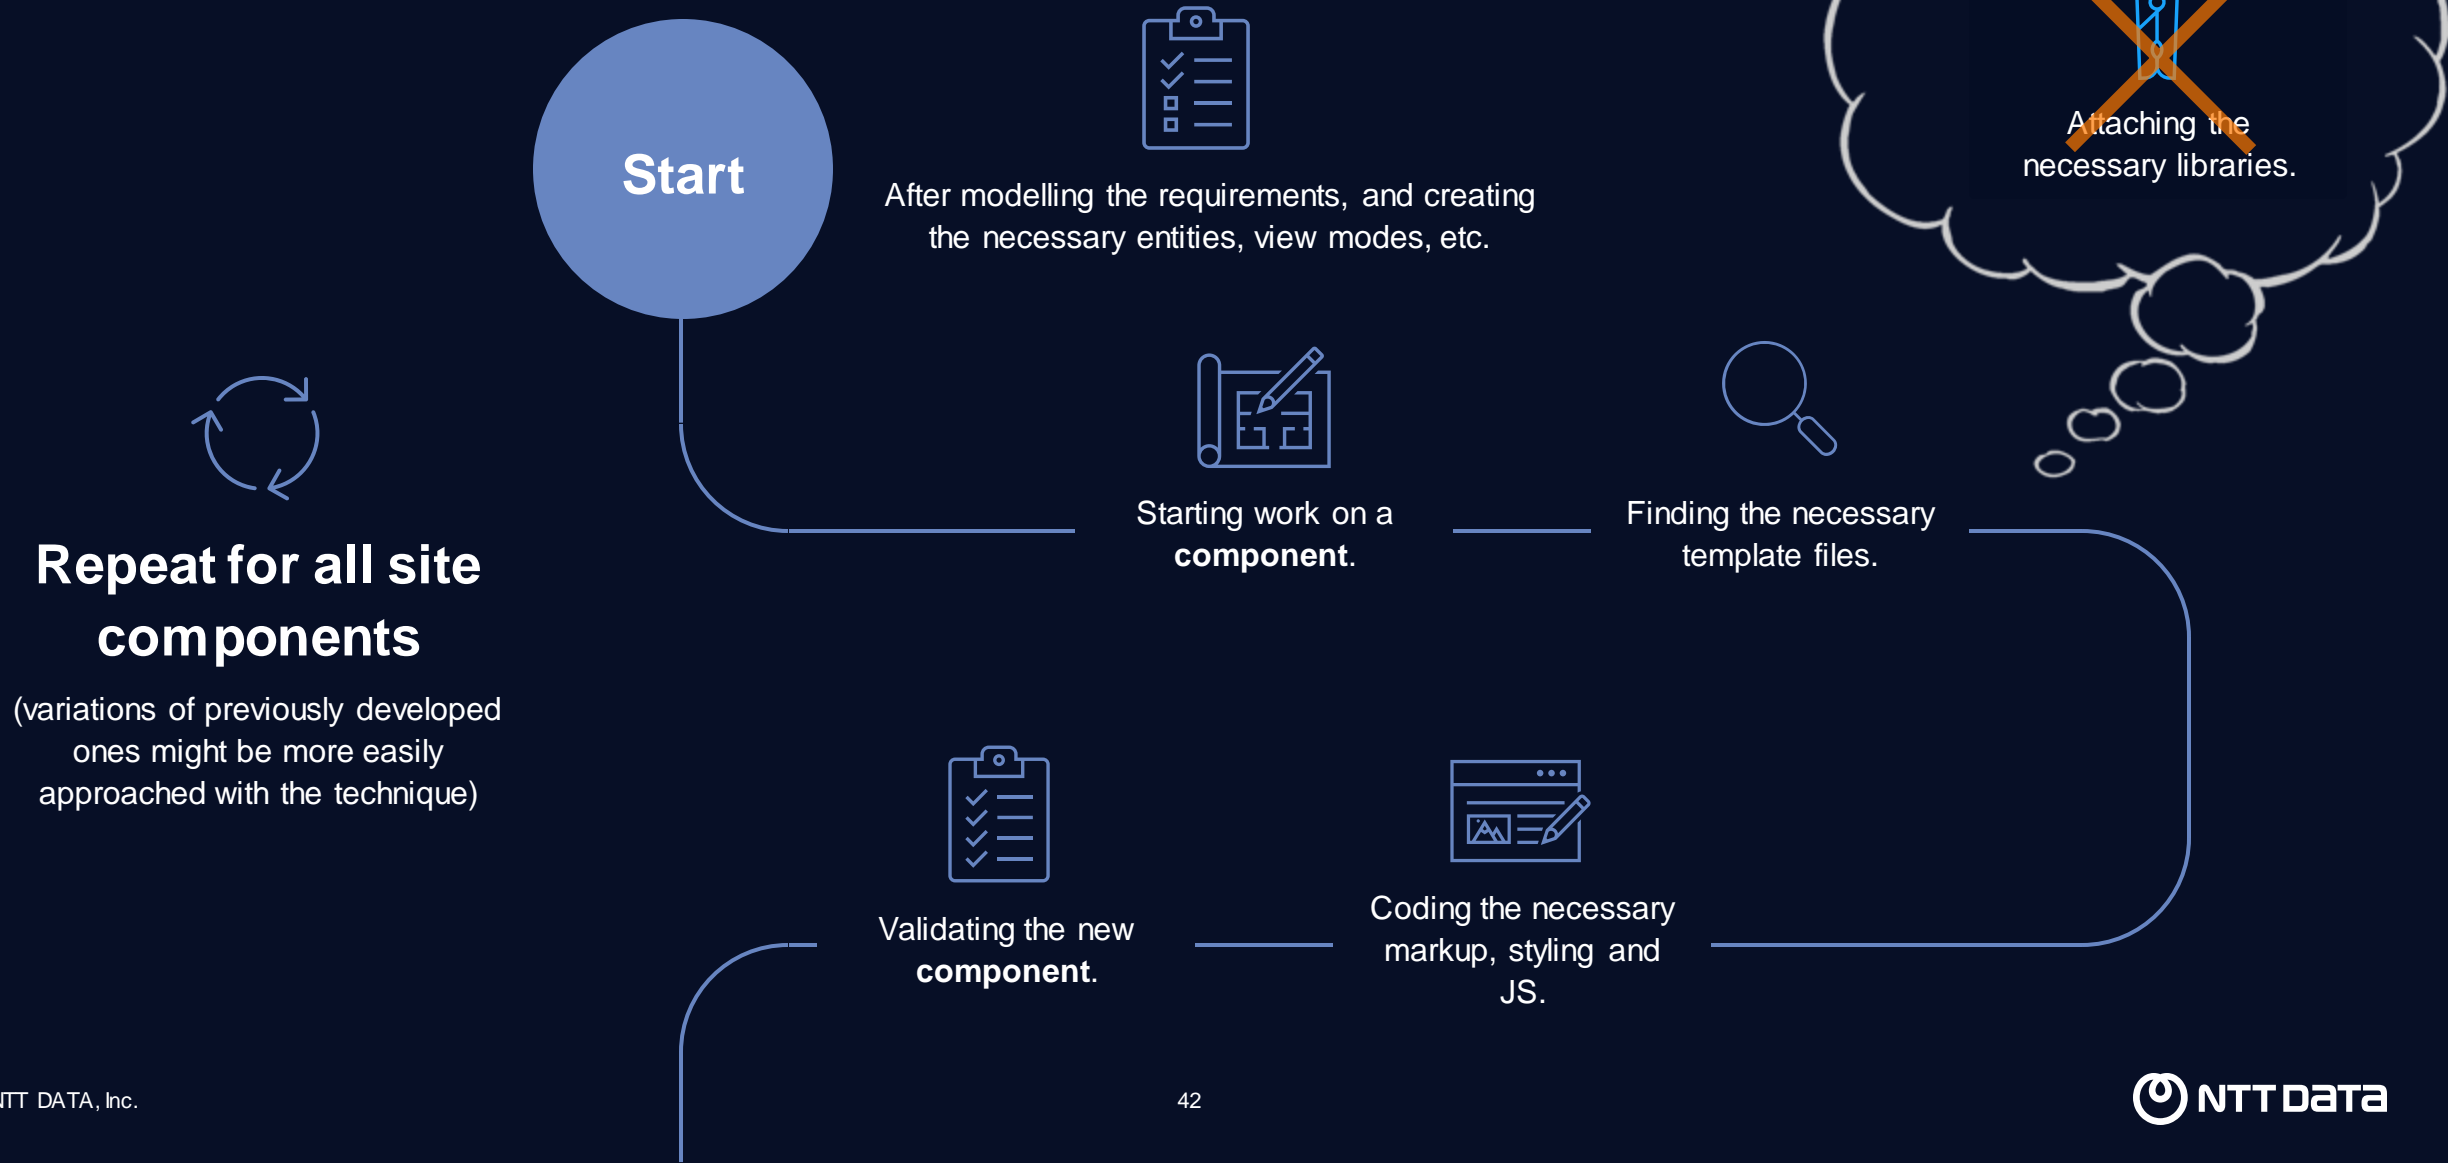 Start
After modelling the requirements, and creating
the necessary entities, view modes, etc.
Attaching the
necessary libraries.
Starting work on a
component.
Finding the necessary
template files.
Repeat for all site
components
(variations of previously developed
ones might be more easily
approached with the technique)
Validating the new
component.
Coding the necessary
markup, styling and
JS.
NTT DATA, Inc.
42
NTT DATA